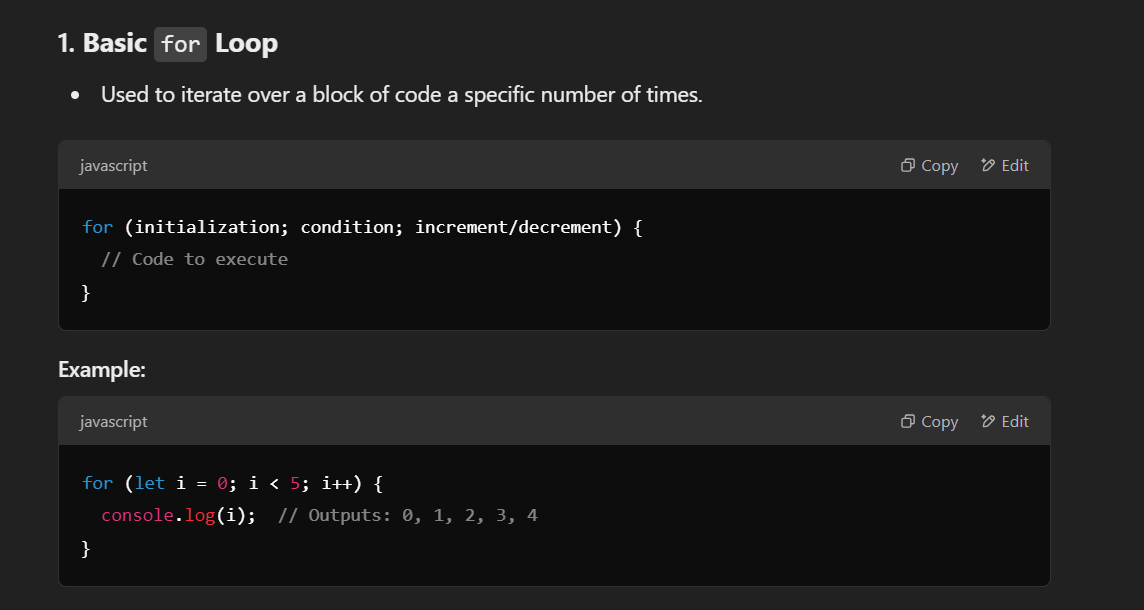 1. Basic for Loop
• Used to iterate over a block of code a specific number of times.
javascript Copy Edit
for (initialization; condition; increment/decrement) {
  // Code to execute
}
Example:
javascript Copy Edit
for (let i = 0; i < 5; i++) {
  console.log(i);  // Outputs: 0, 1, 2, 3, 4
}